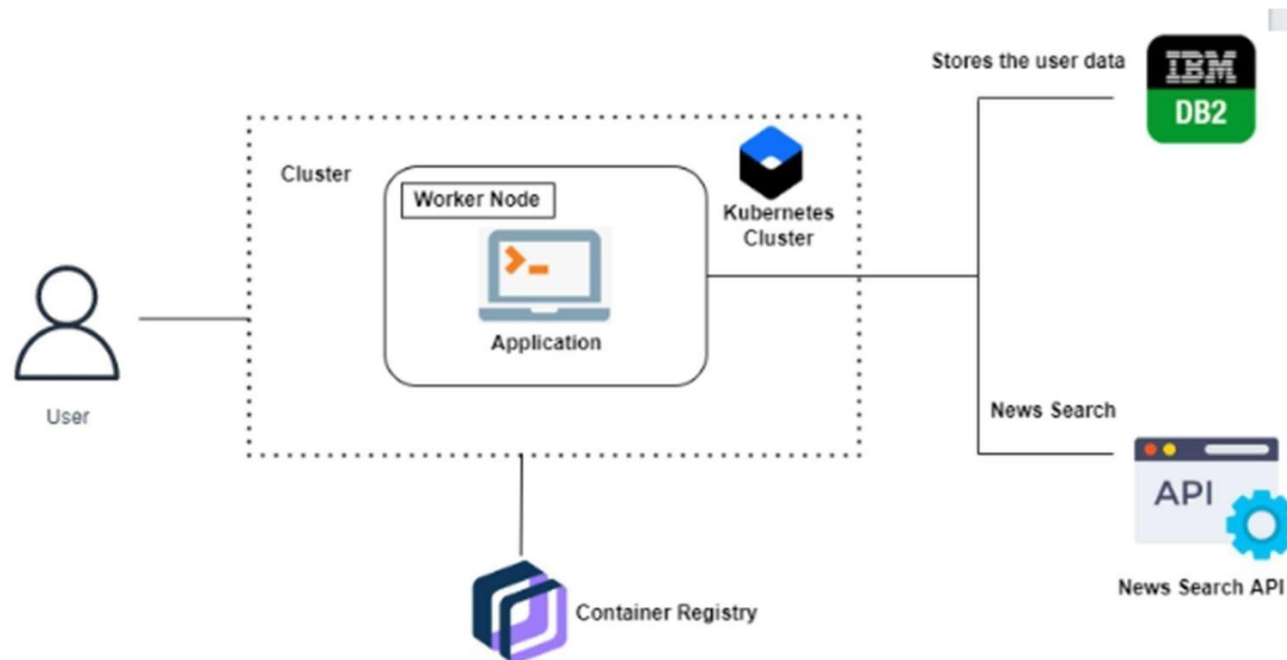 Stores the user data
IBM
DB2
Cluster
Worker Node
Kubernetes
Cluster
Application
User
News Search
API
News Search API
Container Registry